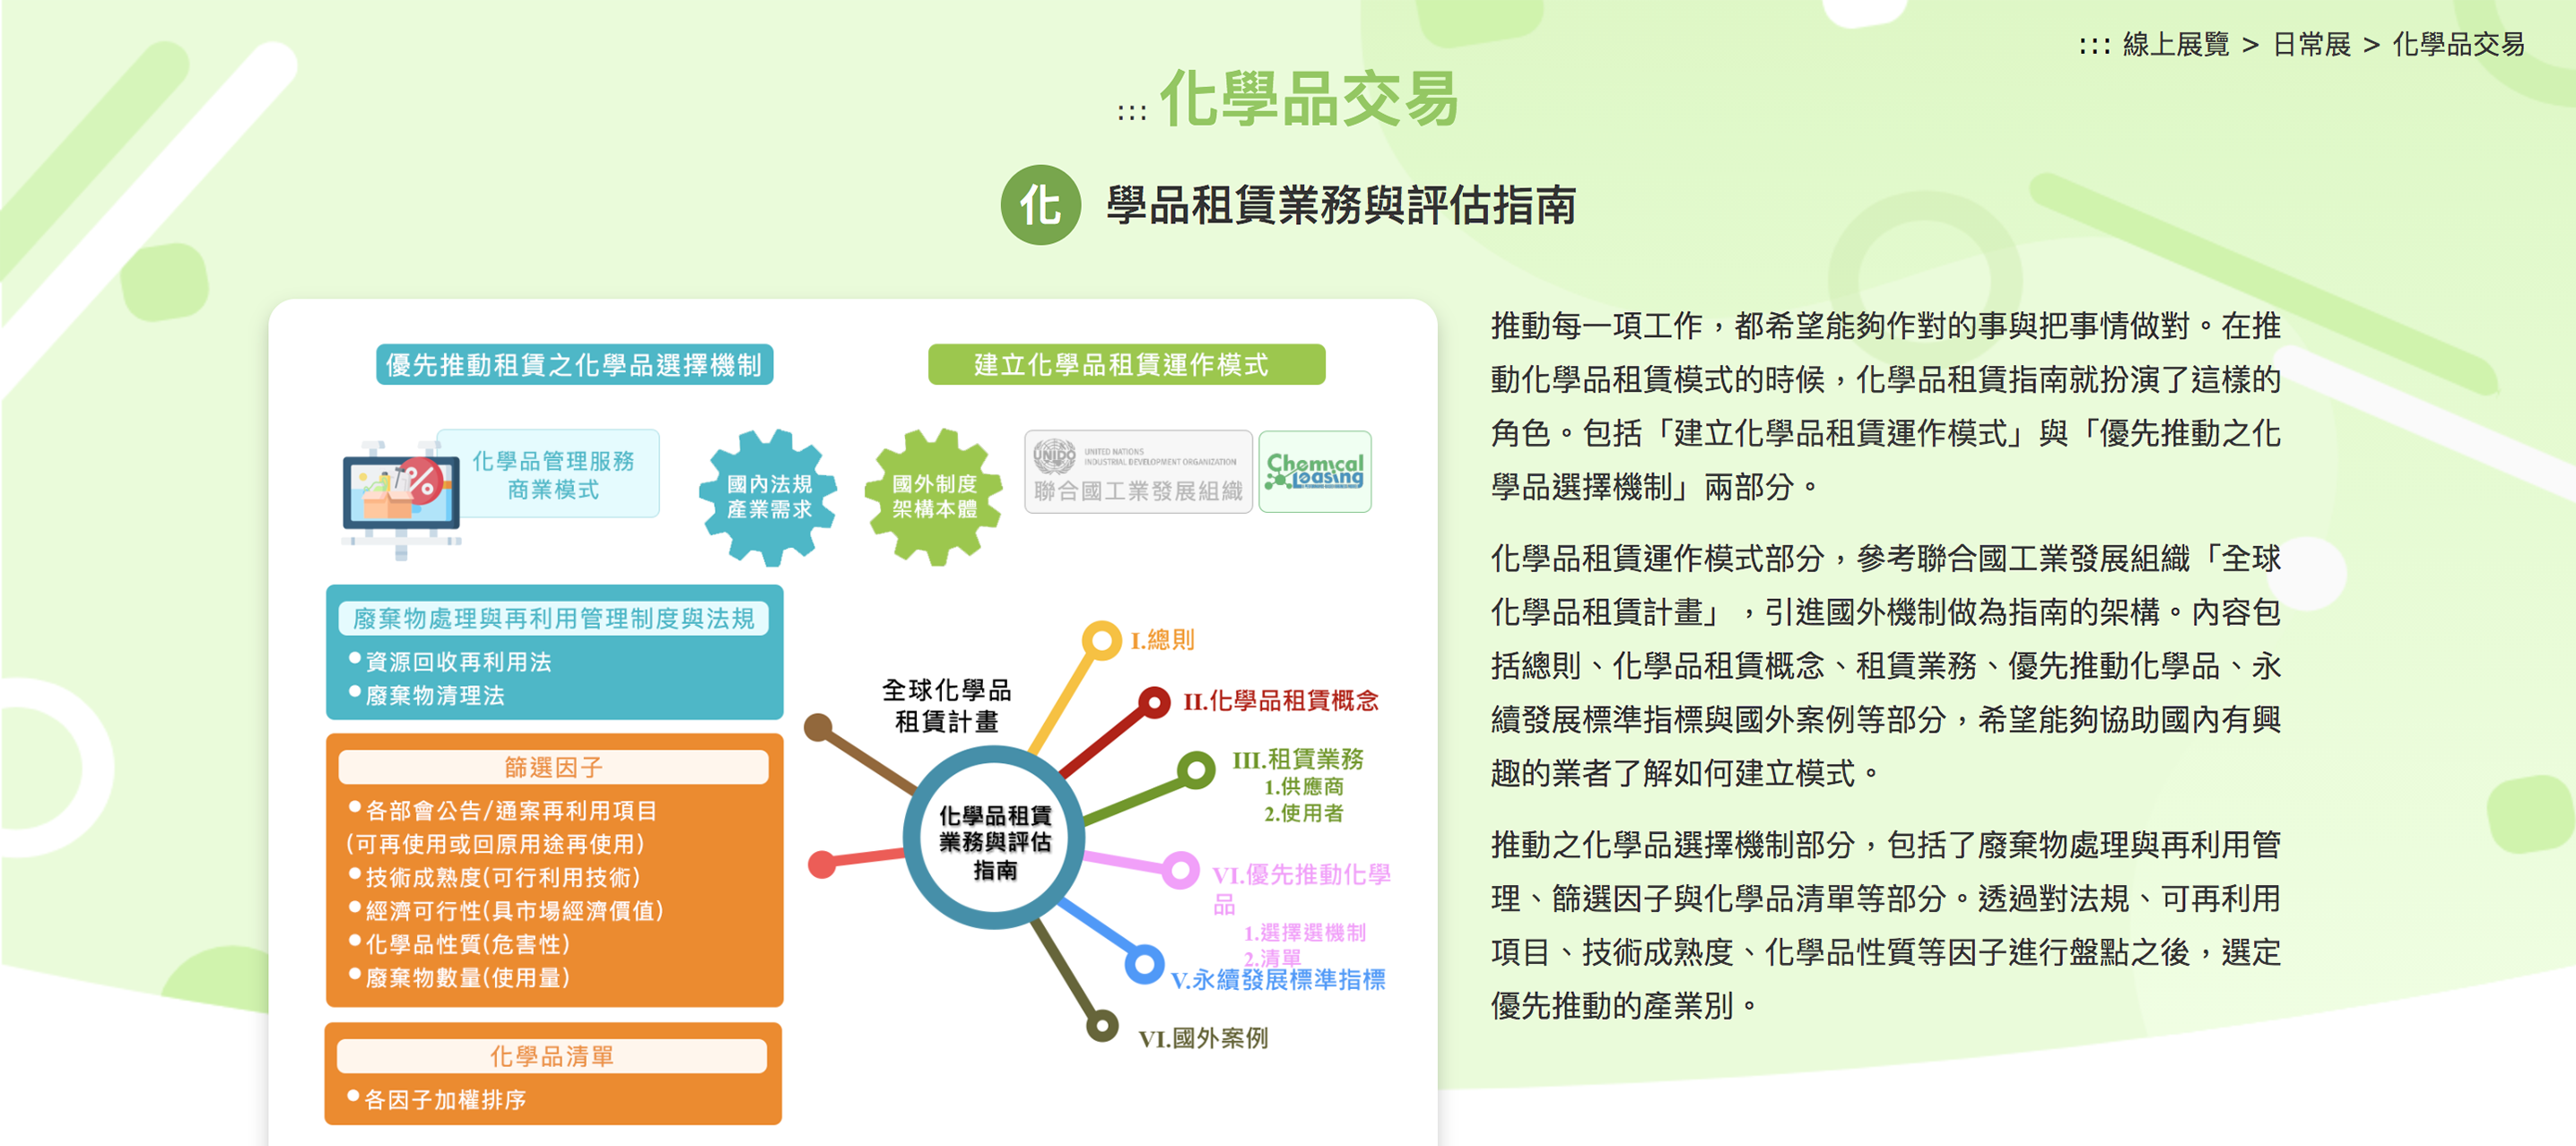 ::: 線上展覽 > 日常展 > 化學品交易
::: 化學品交易
化 學品租賃業務與評估指南
優先推動租賃之化學品選擇機制
建立化學品租賃運作模式
化學品管理服務
商業模式
%
國內法規
產業需求
國外制度
架構本體
UNIDO
UNITED NATIONS
INDUSTRIAL DEVELOPMENT ORGANIZATION
聯合國工業發展組織
Chemical
Leasing
廢棄物處理與再利用管理制度與法規
●資源回收再利用法
●廢棄物清理法
篩選因子
●各部會公告/通案再利用項目
(可再使用或回原用途再使用)
●技術成熟度(可行利用技術)
●經濟可行性(具市場經濟價值)
●化學品性質(危害性)
●廢棄物數量(使用量)
化學品清單
●各因子加權排序
全球化學品
租賃計畫
化學品租賃
業務與評估
指南
I.總則
II.化學品租賃概念
III.租賃業務
1.供應商
2.使用者
VI.優先推動化學
品
1.選擇選機制
2.清單
V.永續發展標準指標
VI.國外案例
推動每一項工作，都希望能夠作對的事與把事情做對。在推
動化學品租賃模式的時候，化學品租賃指南就扮演了這樣的
角色。包括「建立化學品租賃運作模式」與「優先推動之化
學品選擇機制」兩部分。
化學品租賃運作模式部分，參考聯合國工業發展組織「全球
化學品租賃計畫」，引進國外機制做為指南的架構。內容包
括總則、化學品租賃概念、租賃業務、優先推動化學品、永
續發展標準指標與國外案例等部分，希望能夠協助國內有興
趣的業者了解如何建立模式。
推動之化學品選擇機制部分，包括了廢棄物處理與再利用管
理、篩選因子與化學品清單等部分。透過對法規、可再利用
項目、技術成熟度、化學品性質等因子進行盤點之後，選定
優先推動的產業別。